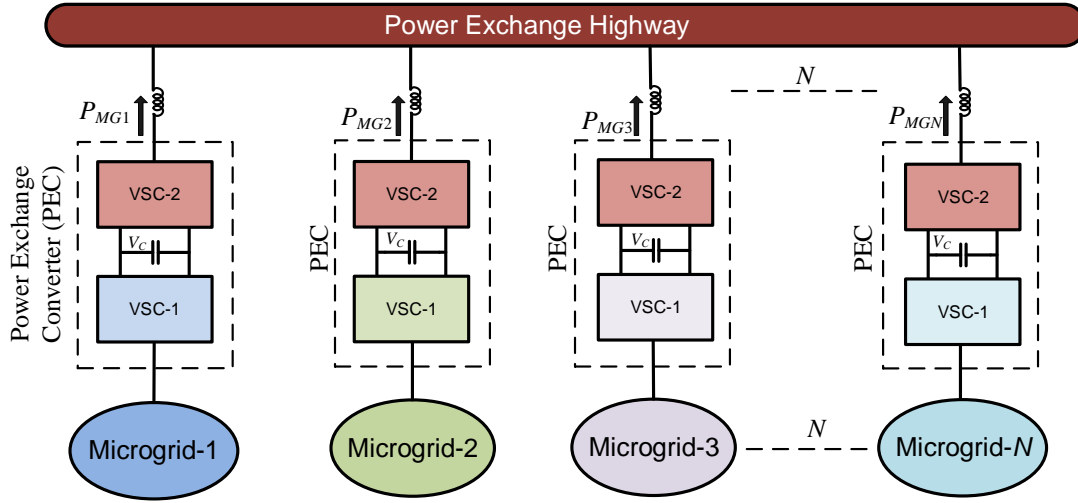 Power Exchange Highway
P_MG1
P_MG2
P_MG3
N
P_MGN
Power Exchange
Converter (PEC)
VSC-2
V_C
VSC-1
PEC
VSC-2
V_C
VSC-1
PEC
VSC-2
V_C
VSC-1
PEC
VSC-2
V_C
VSC-1
Microgrid-1
Microgrid-2
Microgrid-3
N
Microgrid-N